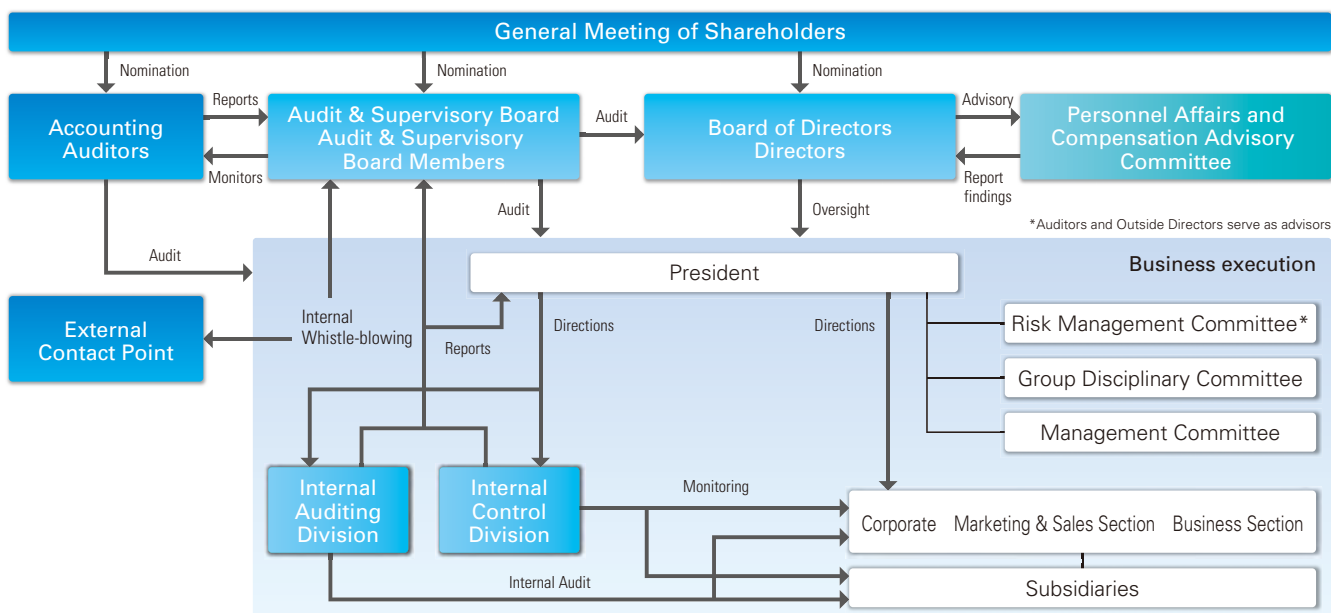 General Meeting of Shareholders
Nomination
Nomination
Nomination
Accounting
Auditors
Reports
Monitors
Audit & Supervisory Board
Audit & Supervisory
Board Members
Audit
Board of Directors
Directors
Advisory
Report
findings
Personnel Affairs and
Compensation Advisory
Committee
*Auditors and Outside Directors serve as advisors
Audit
Oversight
Audit
Business execution
President
External
Contact Point
Internal
Whistle-blowing
Reports
Directions
Directions
Risk Management Committee*
Group Disciplinary Committee
Management Committee
Internal
Auditing
Division
Internal
Control
Division
Monitoring
Corporate Marketing & Sales Section Business Section
Internal Audit
Subsidiaries